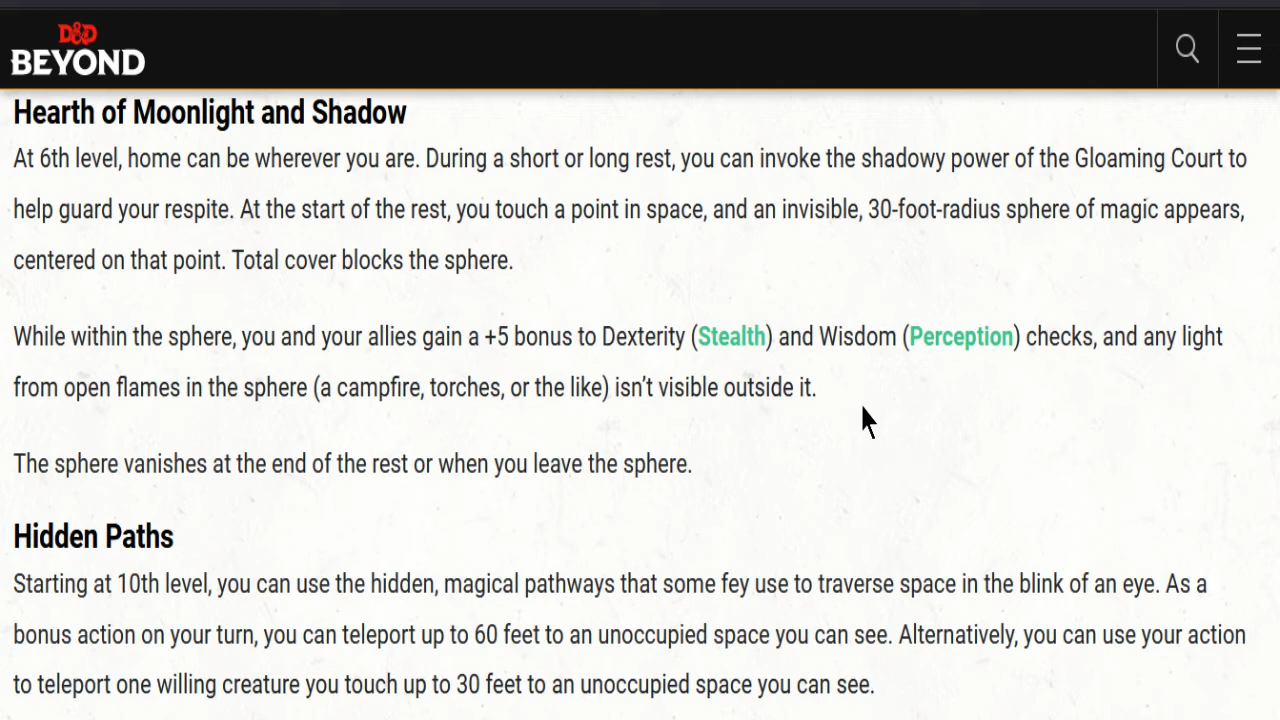 D&D
BEYOND
Hearth of Moonlight and Shadow
At 6th level, home can be wherever you are. During a short or long rest, you can invoke the shadowy power of the Gloaming Court to
help guard your respite. At the start of the rest, you touch a point in space, and an invisible, 30-foot-radius sphere of magic appears,
centered on that point. Total cover blocks the sphere.
While within the sphere, you and your allies gain a +5 bonus to Dexterity (Stealth) and Wisdom (Perception) checks, and any light
from open flames in the sphere (a campfire, torches, or the like) isn’t visible outside it.
The sphere vanishes at the end of the rest or when you leave the sphere.
Hidden Paths
Starting at 10th level, you can use the hidden, magical pathways that some fey use to traverse space in the blink of an eye. As a
bonus action on your turn, you can teleport up to 60 feet to an unoccupied space you can see. Alternatively, you can use your action
to teleport one willing creature you touch up to 30 feet to an unoccupied space you can see.